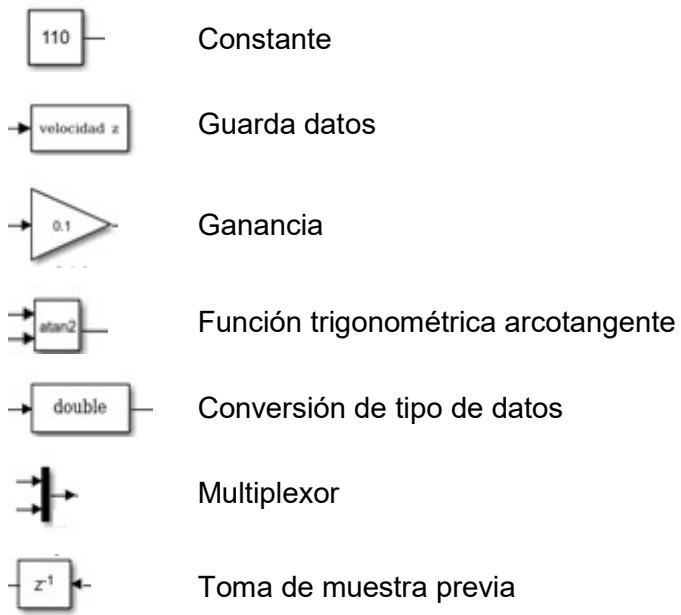 110 Constante
velocidad z Guarda datos
0.1 Ganancia
atan2 Función trigonométrica arcotangente
double Conversión de tipo de datos
Multiplexor
z-1 Toma de muestra previa